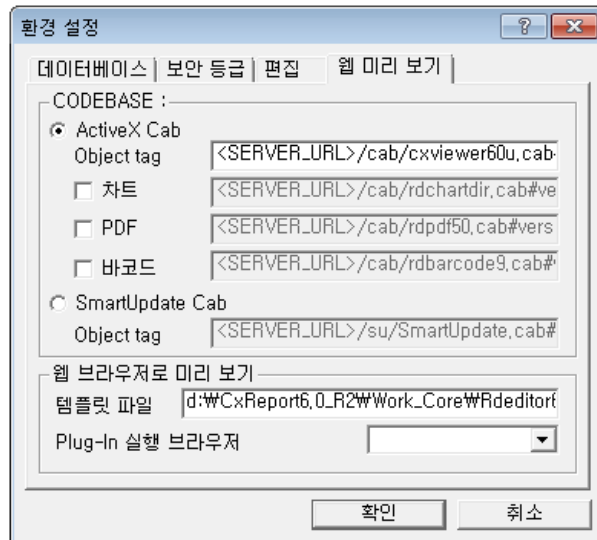 환경 설정
데이터베이스 보안 등급 편집 웹 미리 보기
CODEBASE :
ActiveX Cab
Object tag <SERVER_URL>/cab/cxviewer60u.cab
차트 <SERVER_URL>/cab/rdchartdir.cab#ve
PDF <SERVER_URL>/cab/rdpdf50.cab#vers
바코드 <SERVER_URL>/cab/rdbarcode9.cab#
SmartUpdate Cab
Object tag <SERVER_URL>/su/SmartUpdate.cab#
웹 브라우저로 미리 보기
템플릿 파일 d:₩CxReport6.0_R2₩Work_Core₩Rdeditor6
Plug-In 실행 브라우저
확인 취소